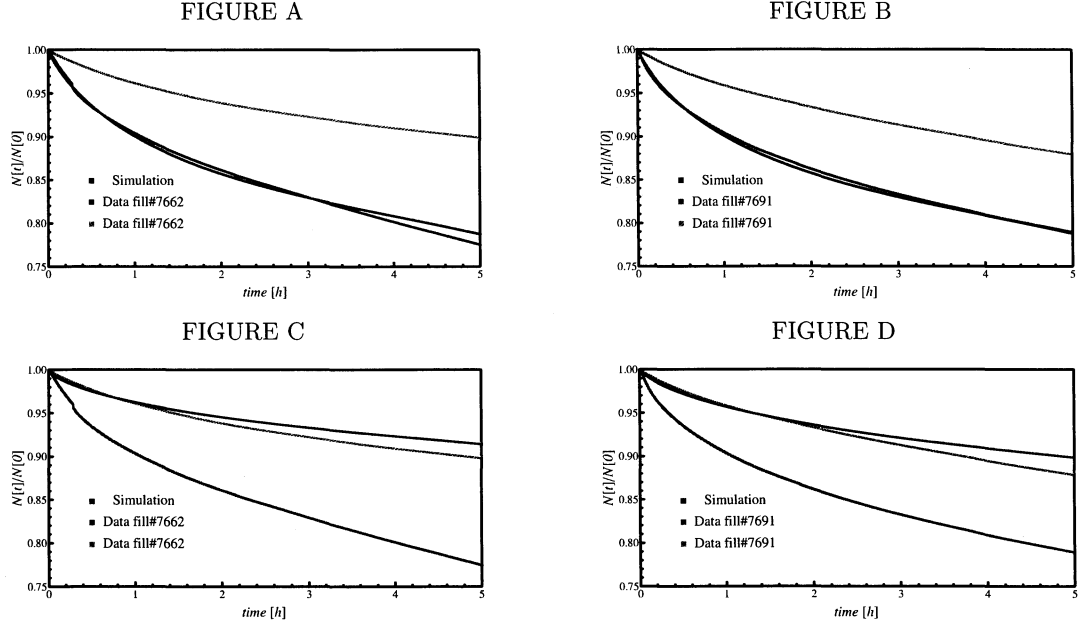 FIGURE A
1.00
0.95
0.90
0.85
0.80
0.75
N[t]/N[0]
Simulation
Data fill#7662
Data fill#7662
0 1 2 3 4 5
time [h]
FIGURE B
1.00
0.95
0.90
0.85
0.80
0.75
N[t]/N[0]
Simulation
Data fill#7691
Data fill#7691
0 1 2 3 4 5
time [h]
FIGURE C
1.00
0.95
0.90
0.85
0.80
0.75
N[t]/N[0]
Simulation
Data fill#7662
Data fill#7662
0 1 2 3 4 5
time [h]
FIGURE D
1.00
0.95
0.90
0.85
0.80
0.75
N[t]/N[0]
Simulation
Data fill#7691
Data fill#7691
0 1 2 3 4 5
time [h]